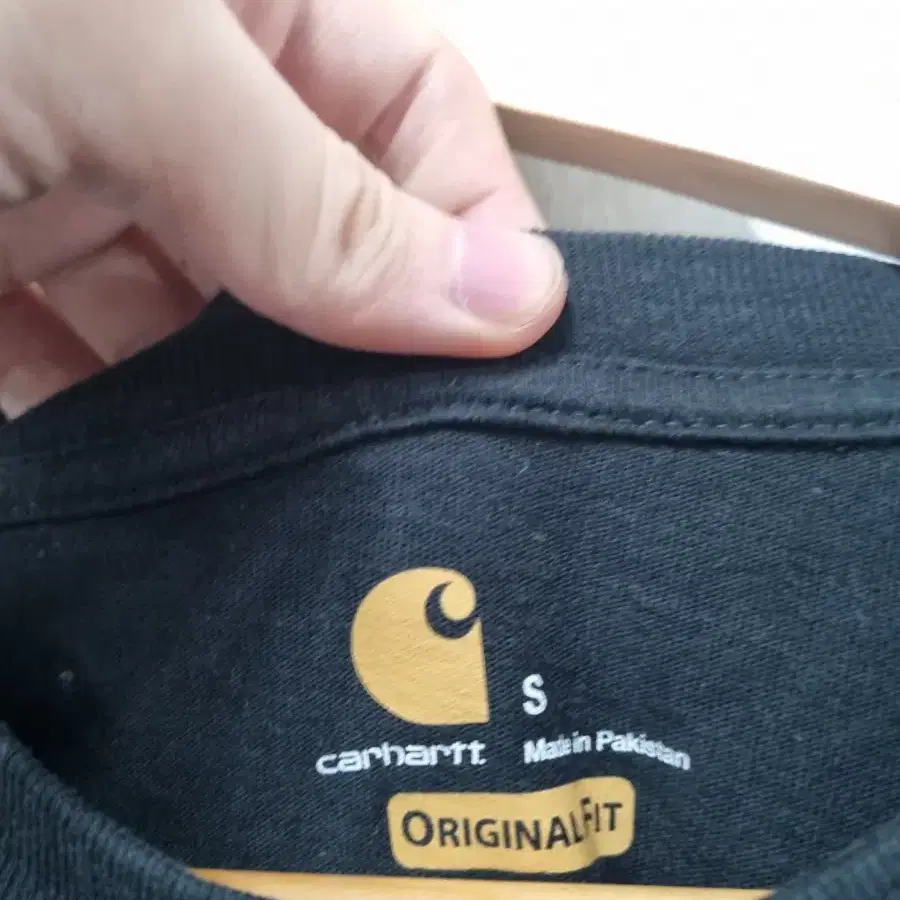 S
carhartt
Made in Pakistan
ORIGINAL FIT